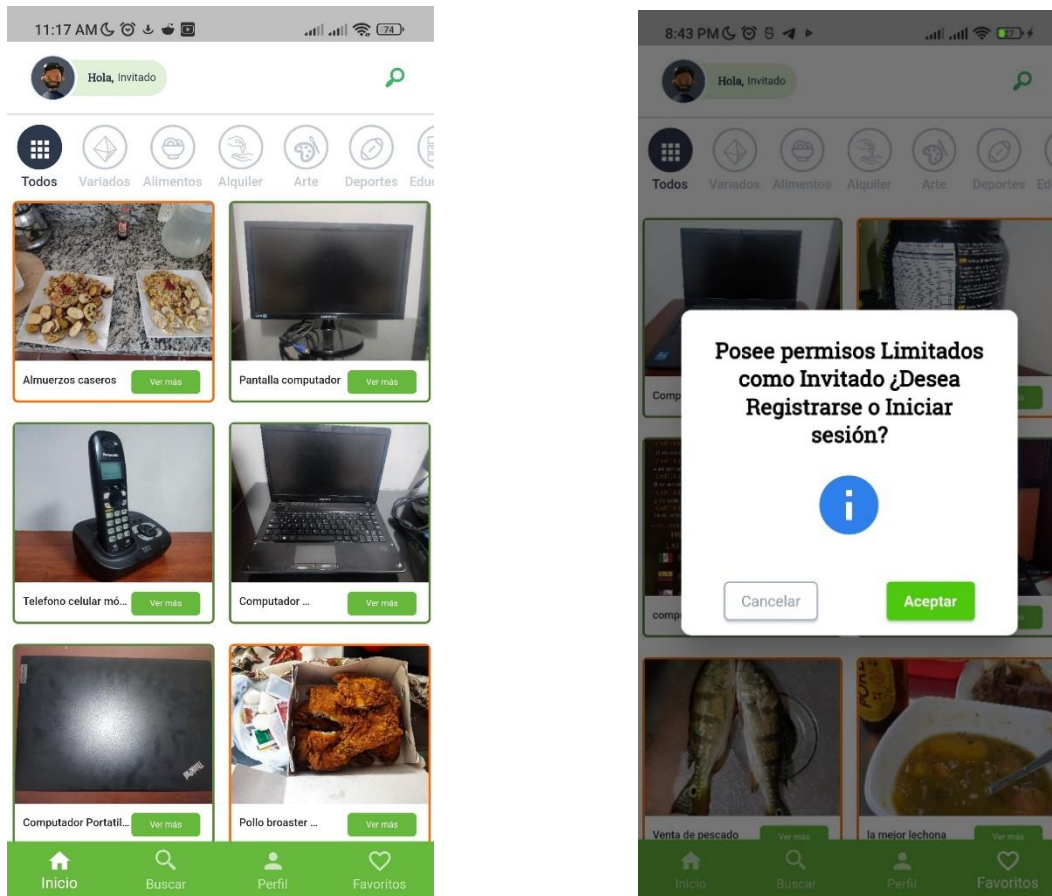 11:17 AM
74
Hola, Invitado
Todos
Variados
Alimentos
Alquiler
Arte
Deportes
Almuerzos caseros
Ver más
Pantalla computador
Ver más
Telefono celular mó...
Ver más
Computador ...
Ver más
Computador Portatil...
Ver más
Pollo broaster ...
Ver más
Inicio
Buscar
Perfil
Favoritos
8:43 PM
27
Hola, Invitado
Todos
Variados
Alimentos
Alquiler
Arte
Deportes
Posee permisos Limitados
como Invitado ¿Desea
Registrarse o Iniciar
sesión?
Cancelar
Aceptar
Venta de pescado
Ver más
la mejor lechona
Ver más
Inicio
Buscar
Perfil
Favoritos